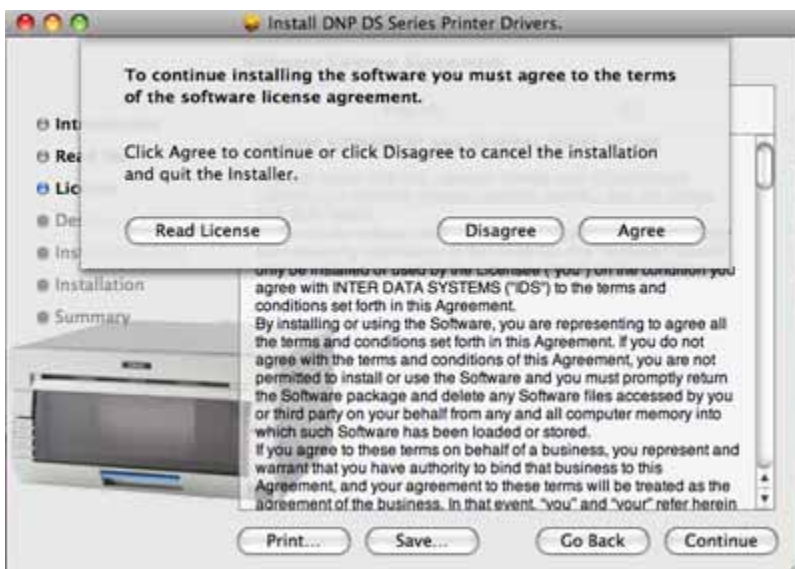 Install DNP DS Series Printer Drivers.
To continue installing the software you must agree to the terms
of the software license agreement.
Click Agree to continue or click Disagree to cancel the installation
and quit the Installer.
Read License
Disagree
Agree
Int
Rea
Lic
De
Ins
Installation
Summary
only be installed or used by the Licensee ("you") on the condition you
agree with INTER DATA SYSTEMS ("IDS") to the terms and
conditions set forth in this Agreement.
By installing or using the Software, you are representing to agree all
the terms and conditions set forth in this Agreement. If you do not
agree with the terms and conditions of this Agreement, you are not
permitted to install or use the Software and you must promptly return
the Software package and delete any Software files accessed by you
or third party on your behalf from any and all computer memory into
which such Software has been loaded or stored.
If you agree to these terms on behalf of a business, you represent and
warrant that you have authority to bind that business to this
Agreement, and your agreement to these terms will be treated as the
agreement of the business. In that event, "you" and "your" refer herein
Print...
Save...
Go Back
Continue